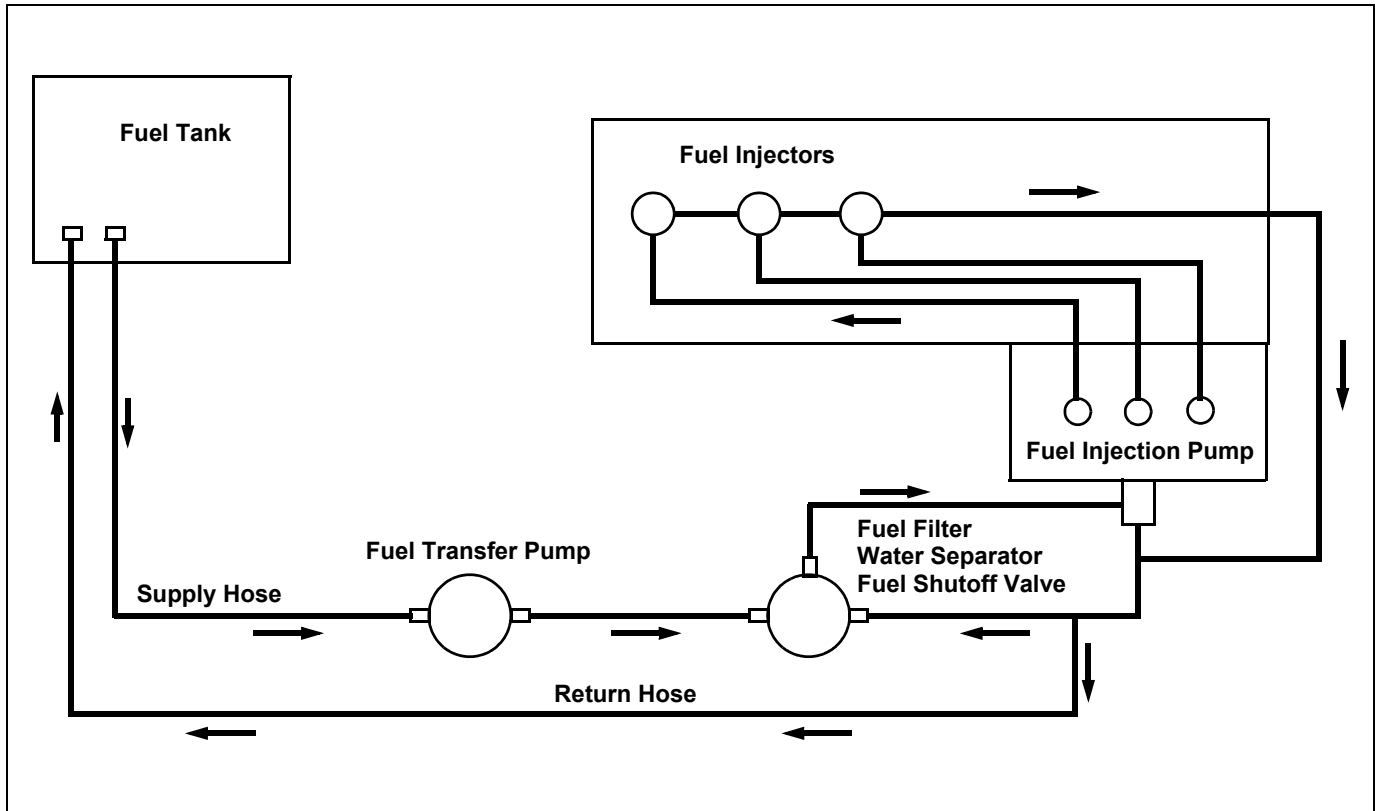 Fuel Tank
Fuel Injectors
Fuel Injection Pump
Fuel Transfer Pump
Fuel Filter
Water Separator
Fuel Shutoff Valve
Supply Hose
Return Hose